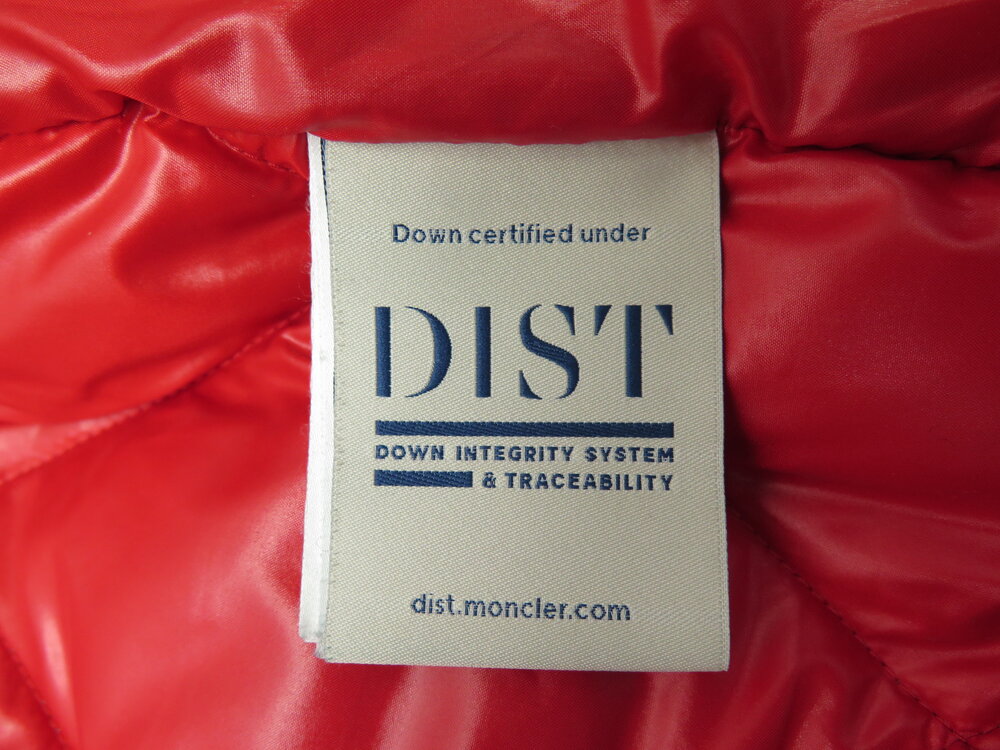 Down certified under
DIST
DOWN INTEGRITY SYSTEM
& TRACEABILITY
dist.moncler.com